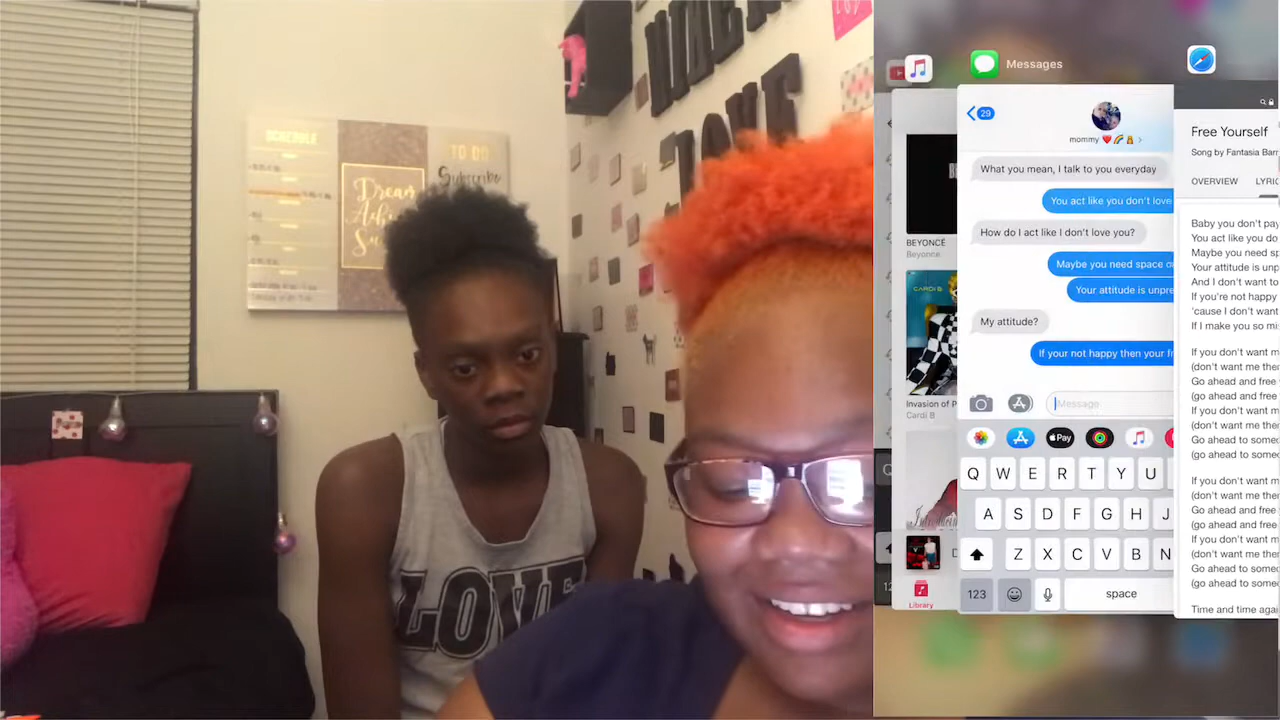 SCHEDULE
TO DO
Subscribe
Dream
LOVE
LOVE
Messages
29
mommy
What you mean, I talk to you everyday
You act like you don't love
How do I act like I don't love you?
Maybe you need space
Your attitude is unpre
My attitude?
If your not happy then your fr
Message
Pay
Q W E R T Y U
A S D F G H J
Z X C V B N
123
space
BEYONCÉ
Beyonce
CARDI B
Invasion of P
Cardi B
Library
Free Yourself
Song by Fantasia Barr
OVERVIEW LYRIC
Baby you don't pay
You act like you do
Maybe you need sp
Your attitude is unp
And I don't want to
If you're not happy
'cause I don't want
If I make you so mu
If you don't want m
(don't want me the
Go ahead and free
(go ahead and free
If you don't want m
(don't want me the
Go ahead to some
(go ahead to some
If you don't want m
(don't want me the
Go ahead and free
(go ahead and free
If you don't want m
(don't want me the
Go ahead to some
(go ahead to some
Time and time agai